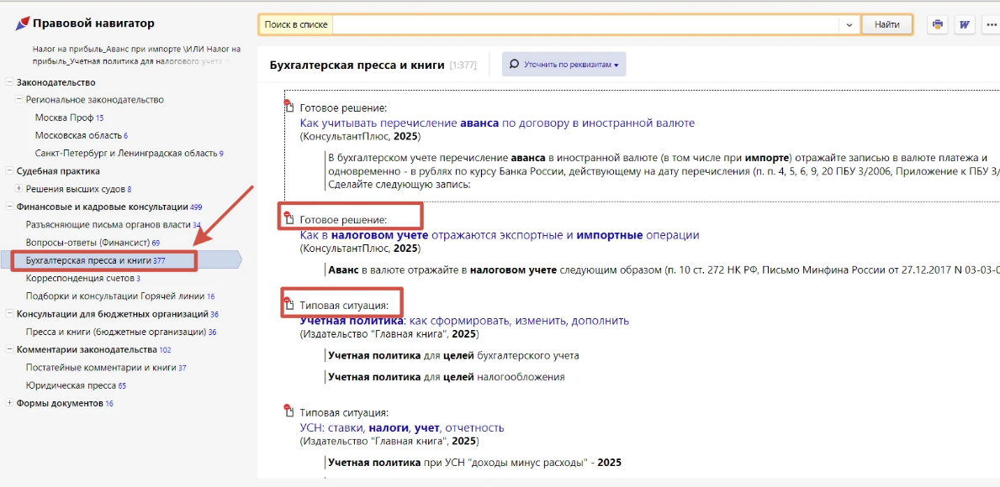 Правовой навигатор
Налог на прибыль_Аванс при импорте \ИЛИ Налог на
прибыль_Учетная политика для налогового учета
Законодательство
Региональное законодательство
Москва Проф 15
Московская область 6
Санкт-Петербург и Ленинградская область 9
Судебная практика
Решения высших судов 8
Финансовые и кадровые консультации 499
Разъясняющие письма органов власти 34
Вопросы-ответы (Финансист) 69
Бухгалтерская пресса и книги 377
Корреспонденция счетов 3
Подборки и консультации Горячей линии 16
Консультации для бюджетных организаций 36
Пресса и книги (бюджетные организации) 36
Комментарии законодательства 102
Постатейные комментарии и книги 37
Юридическая пресса 65
Формы документов 16
Поиск в списке
Найти
W
Бухгалтерская пресса и книги [1:377]
Уточнить по реквизитам
Готовое решение:
Как учитывать перечисление аванса по договору в иностранной валюте
(КонсультантПлюс, 2025)
В бухгалтерском учете перечисление аванса в иностранной валюте (в том числе при импорте) отражайте записью в валюте платежа и
одновременно - в рублях по курсу Банка России, действующему на дату перечисления (п. п. 4, 5, 6, 9, 20 ПБУ 3/2006, Приложение к ПБУ 3/
Сделайте следующую запись:
Готовое решение:
Как в налоговом учете отражаются экспортные и импортные операции
(КонсультантПлюс, 2025)
Аванс в валюте отражайте в налоговом учете следующим образом (п. 10 ст. 272 НК РФ, Письмо Минфина России от 27.12.2017 N 03-03-0
Типовая ситуация:
Учетная политика: как сформировать, изменить, дополнить
(Издательство "Главная книга", 2025)
Учетная политика для целей бухгалтерского учета
Учетная политика для целей налогообложения
Типовая ситуация:
УСН: ставки, налоги, учет, отчетность
(Издательство "Главная книга", 2025)
Учетная политика при УСН "доходы минус расходы" - 2025